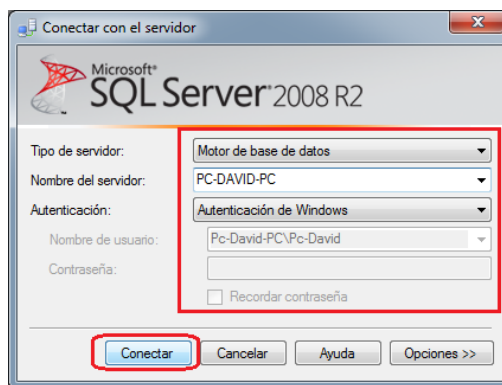 Conectar con el servidor
Microsoft®
SQL Server® 2008 R2
Tipo de servidor: Motor de base de datos
Nombre del servidor: PC-DAVID-PC
Autenticación: Autenticación de Windows
Nombre de usuario: Pc-David-PC\Pc-David
Contraseña:
Recordar contraseña
Conectar Cancelar Ayuda Opciones >>